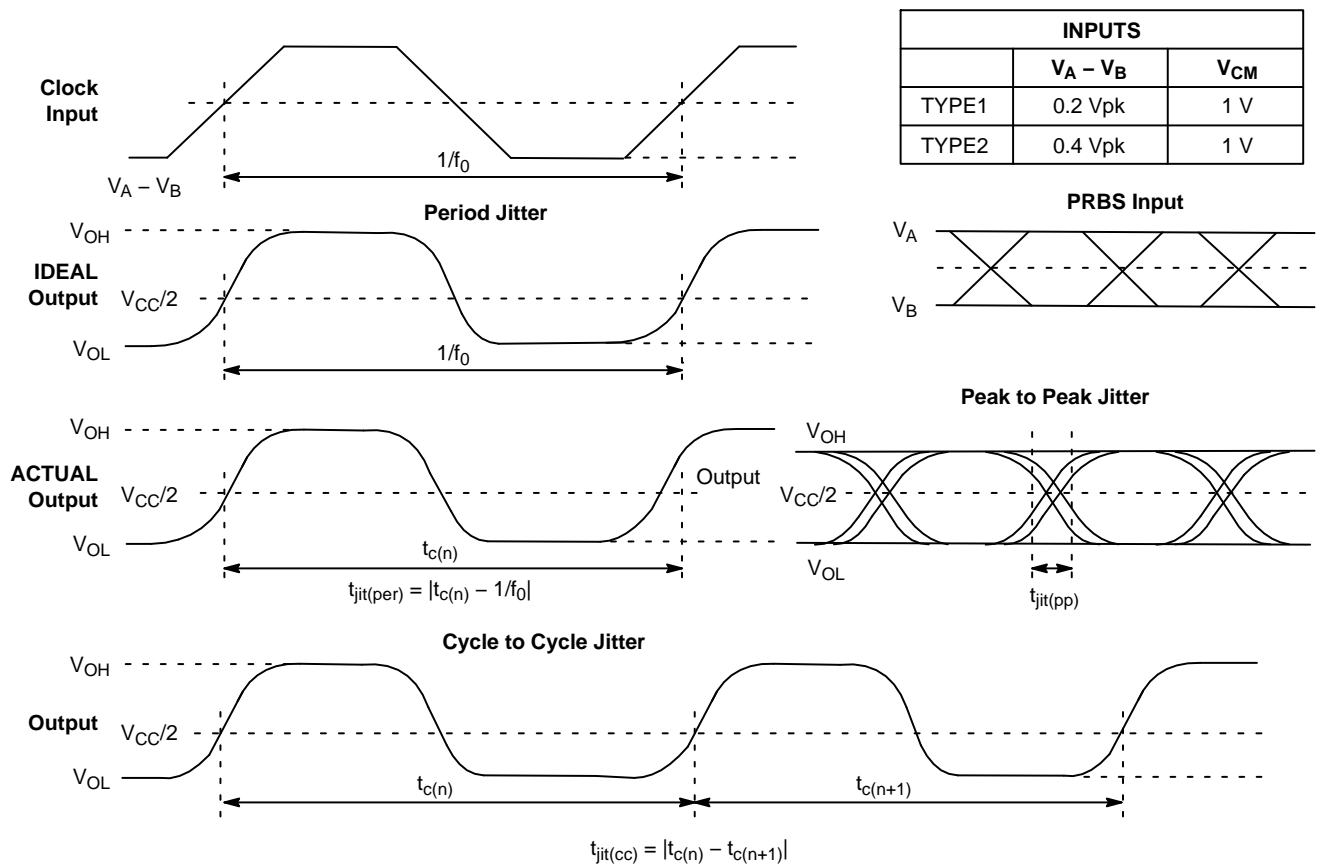 Clock
Input
V_A – V_B
1/f_0
INPUTS
V_A – V_B V_CM
TYPE1 0.2 Vpk 1 V
TYPE2 0.4 Vpk 1 V
Period Jitter
V_OH
IDEAL
Output
V_CC/2
V_OL
1/f_0
PRBS Input
V_A
V_B
V_OH
ACTUAL
Output
V_CC/2
V_OL
t_c(n)
t_jit(per) = |t_c(n) – 1/f_0|
Peak to Peak Jitter
V_OH
Output
V_CC/2
V_OL
t_jit(pp)
Cycle to Cycle Jitter
V_OH
Output
V_CC/2
V_OL
t_c(n)
t_c(n+1)
t_jit(cc) = |t_c(n) – t_c(n+1)|